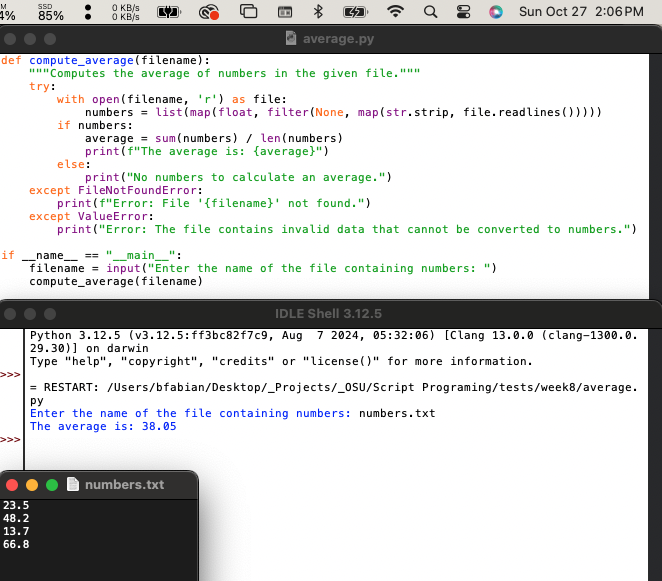 4% SSD 85% 0 KB/s 0 KB/s Sun Oct 27 2:06 PM
average.py
def compute_average(filename):
    """Computes the average of numbers in the given file."""
    try:
        with open(filename, 'r') as file:
            numbers = list(map(float, filter(None, map(str.strip, file.readlines()))))
        if numbers:
            average = sum(numbers) / len(numbers)
            print(f"The average is: {average}")
        else:
            print("No numbers to calculate an average.")
    except FileNotFoundError:
        print(f"Error: File '{filename}' not found.")
    except ValueError:
        print("Error: The file contains invalid data that cannot be converted to numbers.")
if __name__ == "__main__":
    filename = input("Enter the name of the file containing numbers: ")
    compute_average(filename)
IDLE Shell 3.12.5
Python 3.12.5 (v3.12.5:ff3bc82f7c9, Aug  7 2024, 05:32:06) [Clang 13.0.0 (clang-1300.0.
29.30)] on darwin
Type "help", "copyright", "credits" or "license()" for more information.
>>>
= RESTART: /Users/bfabian/Desktop/_Projects/_OSU/Script Programing/tests/week8/average.
py
Enter the name of the file containing numbers: numbers.txt
The average is: 38.05
>>>
numbers.txt
23.5
48.2
13.7
66.8